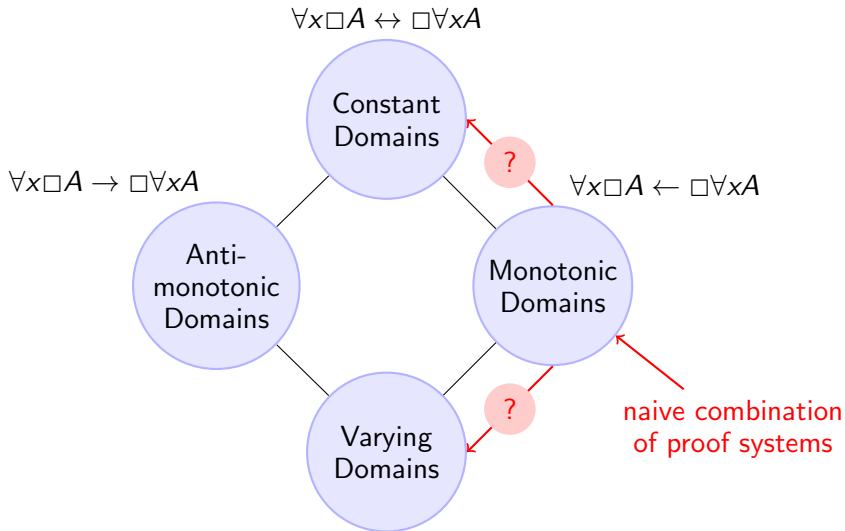 ∀x□A ↔ □∀xA
Constant
Domains
?
∀x□A → □∀xA
∀x□A ← □∀xA
Anti-
monotonic
Domains
Monotonic
Domains
?
naive combination
of proof systems
Varying
Domains